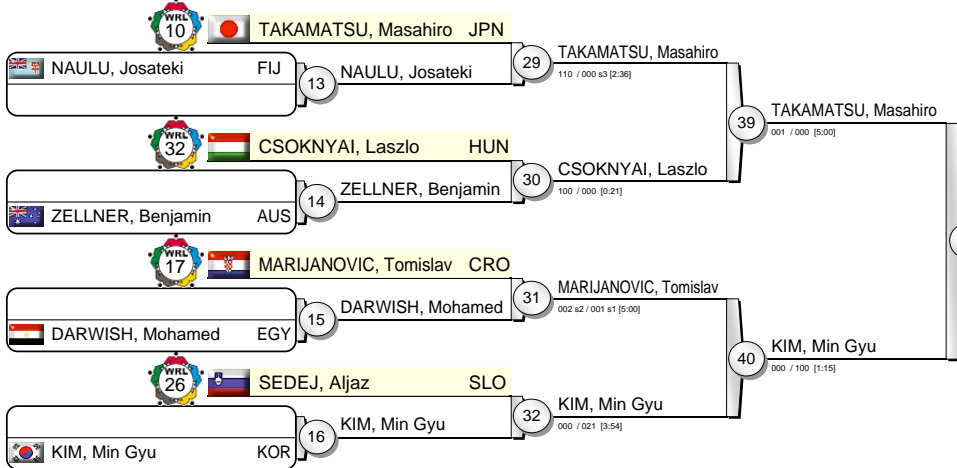 WRL
10
TAKAMATSU, Masahiro JPN
NAULU, Josateki FIJ
13
NAULU, Josateki
29
TAKAMATSU, Masahiro
110 / 000 s3 [2:36]
WRL
32
CSOKNYAI, Laszlo HUN
14
ZELLNER, Benjamin
ZELLNER, Benjamin AUS
30
CSOKNYAI, Laszlo
100 / 000 [0:21]
39
TAKAMATSU, Masahiro
001 / 000 [5:00]
WRL
17
MARIJANOVIC, Tomislav CRO
15
DARWISH, Mohamed
DARWISH, Mohamed EGY
31
MARIJANOVIC, Tomislav
002 s2 / 001 s1 [5:00]
WRL
26
SEDEJ, Aljaz SLO
16
KIM, Min Gyu
KIM, Min Gyu KOR
32
KIM, Min Gyu
000 / 021 [3:54]
40
KIM, Min Gyu
000 / 100 [1:15]